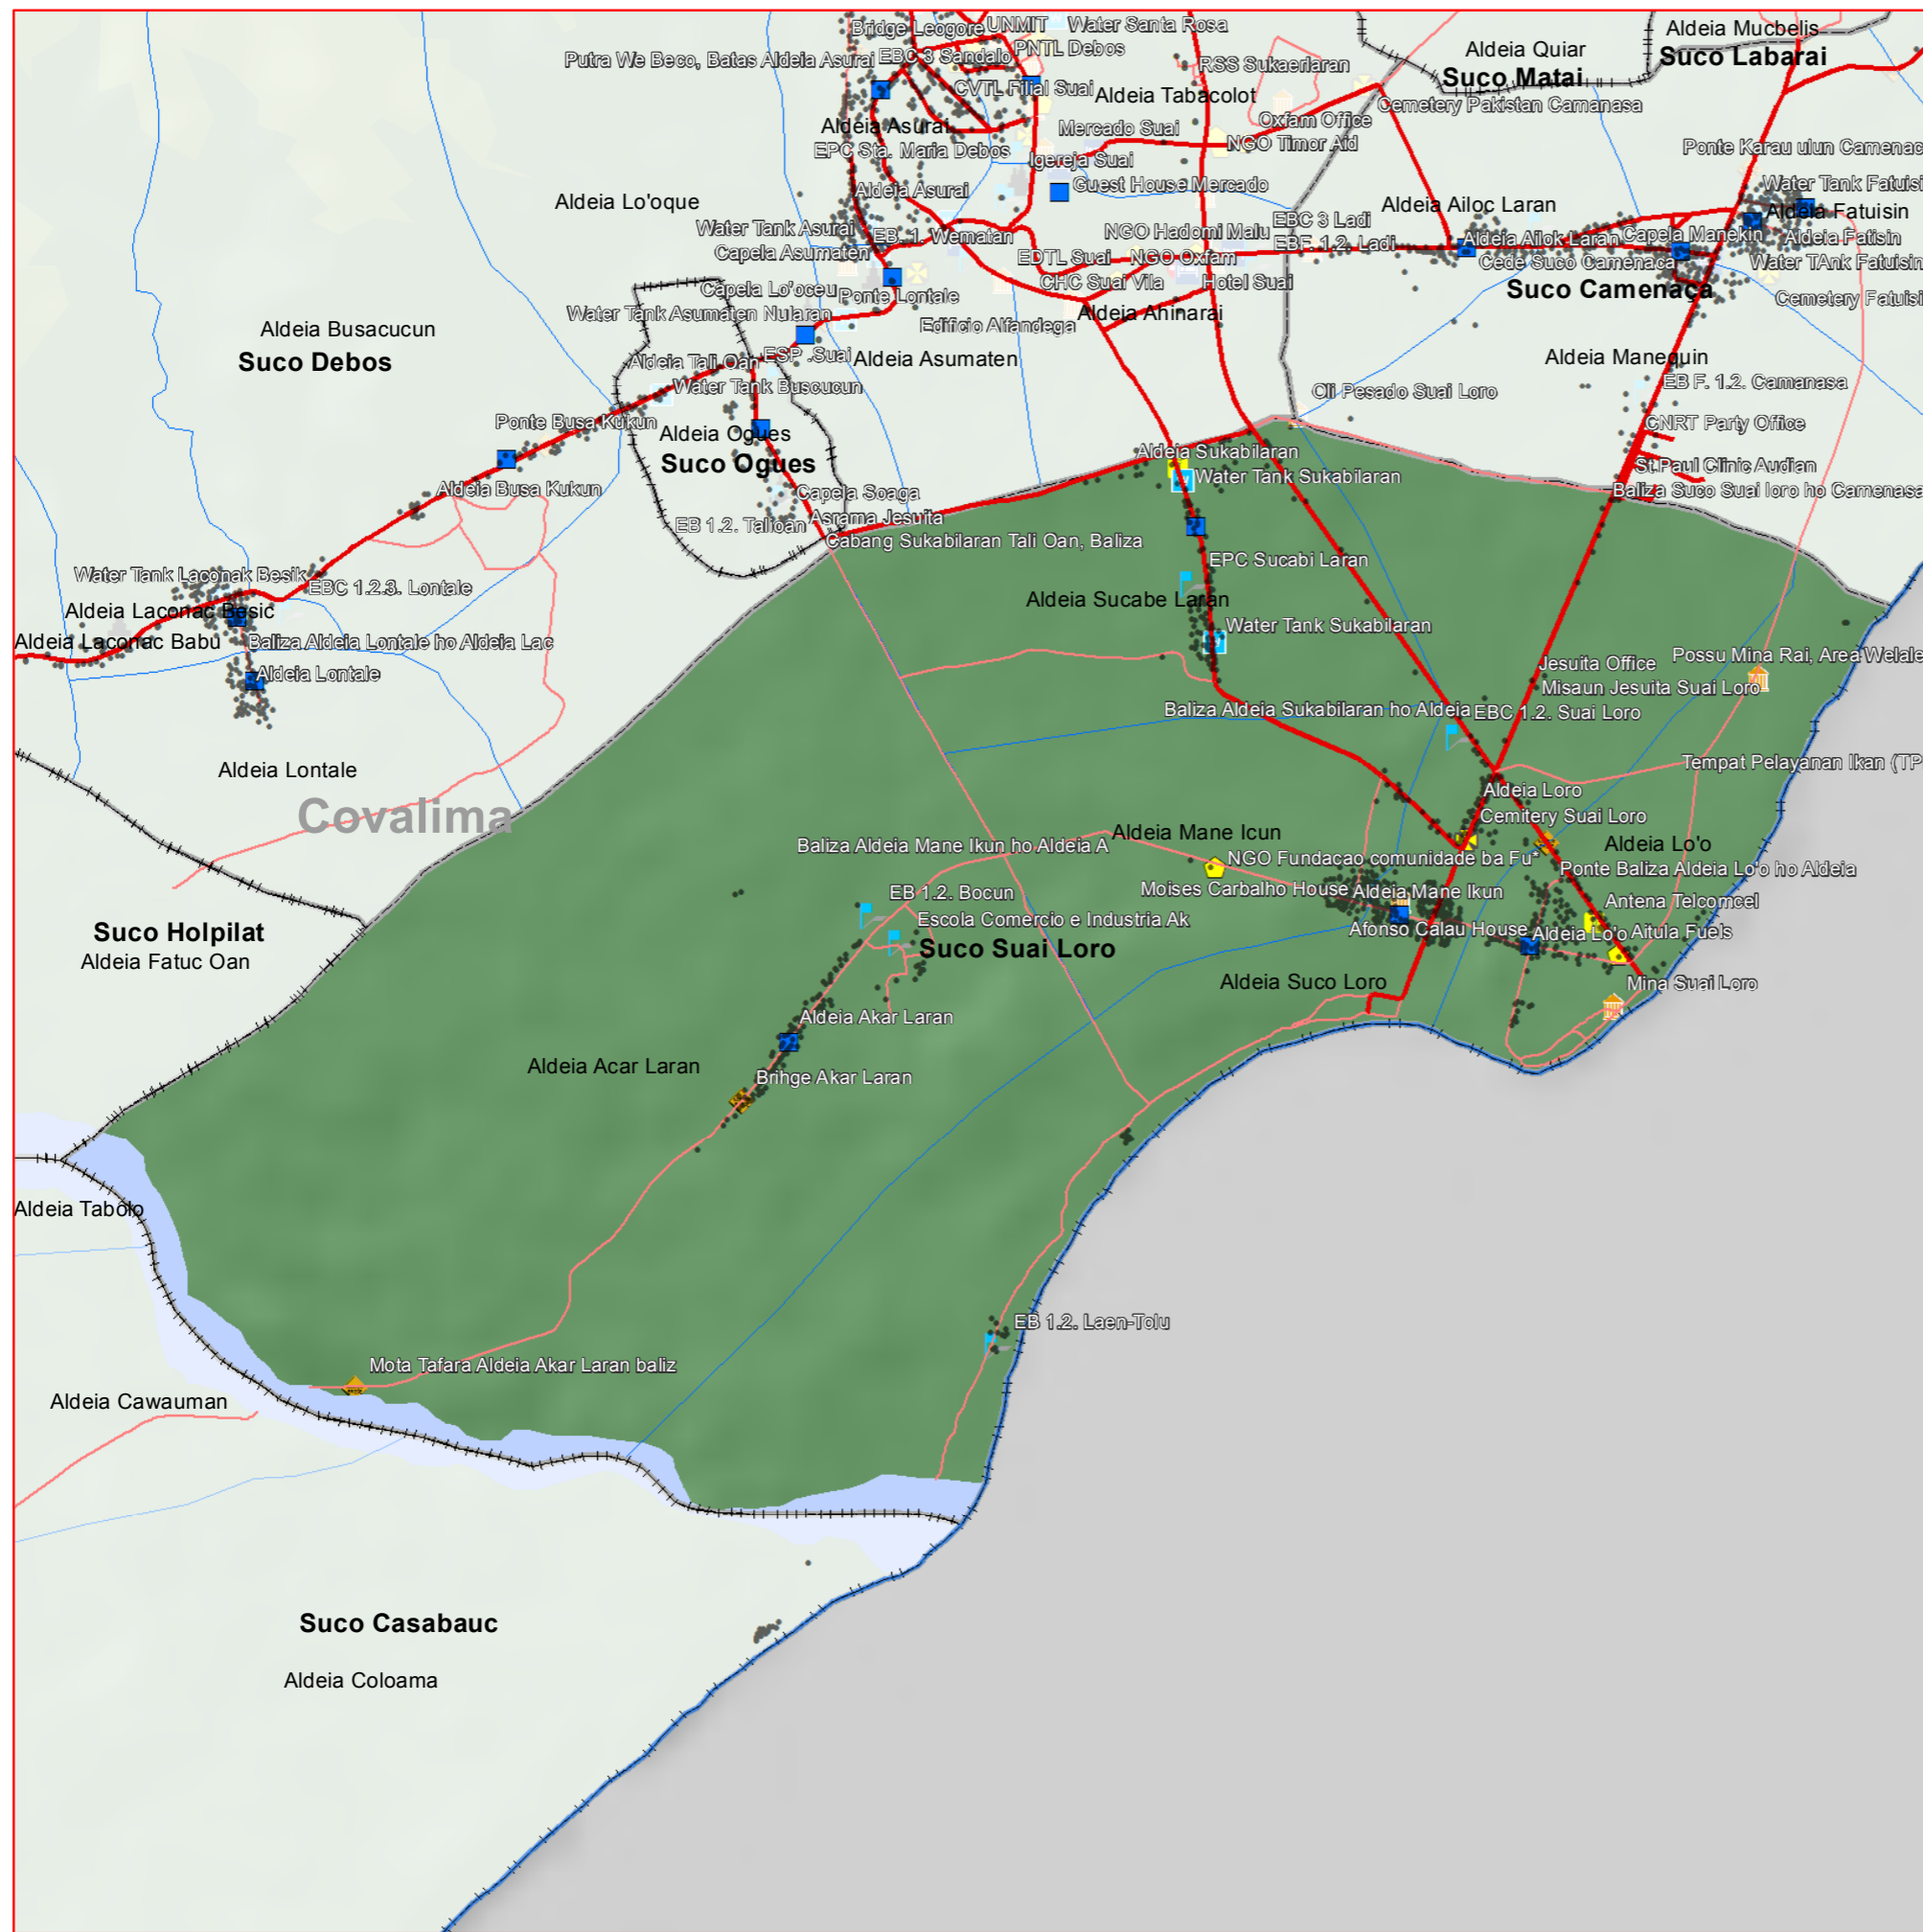 Bridge Leogore
UNMIT
Water Santa Rosa
Aldeia Mucbelis
Suco Labarai
Aldeia Quiar
Suco Matai
Putra We Beco, Batas Aldeia Asurai
EBC 3 Sandalo
PNTL Debos
RSS Sukaerlaran
CVTL Filial Suai
Aldeia Tabacolot
Cemetery Pakistan Camanasa
Aldeia Asurai
Mercado Suai
Oxfam Office
NGO Timor Aid
EPC Sta. Maria Debos
Igereja Suai
Ponte Karau ulun Camenac
Aldeia Asurai
Guest House Mercado
Water Tank Fatuisi
Aldeia Lo'oque
Aldeia Ailoc Laran
Aldeia Fatuisin
Water Tank Asurai
EB. 1. Wematan
NGO Hadomi Malu
EBC 3 Ladi
EBF. 1.2. Ladi
Aldeia Ailok Laran
Capela Manekin
Aldeia Fatisin
Capela Asumaten
EDTL Suai
NGO Oxfam
Cede Suco Camenaca
Water TAnk Fatuisin
CHC Suai Vila
Hotel Suai
Suco Camenaça
Cemetery Fatuisi
Capela Lo'oceu
Ponte Lontale
Water Tank Asumaten Nularan
Edificio Alfandega
Aldeia Ahinarai
Aldeia Busacucun
Suco Debos
Aldeia Tali Oan
ESP .Suai
Aldeia Asumaten
Aldeia Manequin
Water Tank Buscucun
EB F. 1.2. Camanasa
Oli Pesado Suai Loro
Ponte Busa Kukun
Aldeia Ogues
Suco Ogues
CNRT Party Office
Aldeia Sukabilaran
Water Tank Sukabilaran
St.Paul Clinic Audian
Aldeia Busa Kukun
Capela Soaga
Baliza Suco Suai loro ho Camenasa
EB 1.2. Talioan
Asrama Jesuita
Cabang Sukabilaran Tali Oan, Baliza
EPC Sucabi Laran
Water Tank Laconak Besik
EBC 1.2.3. Lontale
Aldeia Sucabe Laran
Aldeia Laconac Besic
Water Tank Sukabilaran
Aldeia Laconac Babu
Baliza Aldeia Lontale ho Aldeia Lac
Jesuita Office
Possu Mina Rai, Area Welale
Aldeia Lontale
Misaun Jesuita Suai Loro
Baliza Aldeia Sukabilaran ho Aldeia
EBC 1.2. Suai Loro
Aldeia Lontale
Tempat Pelayanan Ikan (TP
Covalima
Aldeia Loro
Cemitery Suai Loro
Aldeia Mane Icun
Aldeia Lo'o
Baliza Aldeia Mane Ikun ho Aldeia A
NGO Fundacao comunidade ba Fu*
Ponte Baliza Aldeia Lo'o ho Aldeia
EB 1.2. Bocun
Moises Carbalho House
Aldeia Mane Ikun
Antena Telcomcel
Escola Comercio e Industria Ak
Suco Holpilat
Suco Suai Loro
Afonso Calau House
Aldeia Lo'o
Aitula Fuels
Aldeia Fatuc Oan
Aldeia Suco Loro
Mina Suai Loro
Aldeia Akar Laran
Aldeia Acar Laran
Brihge Akar Laran
Aldeia Tabolo
EB 1.2. Laen-Tolu
Mota Tafara Aldeia Akar Laran baliz
Aldeia Cawauman
Suco Casabauc
Aldeia Coloama